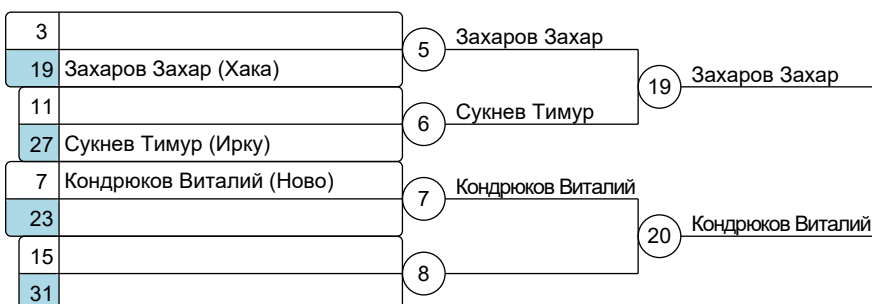 3
19 Захаров Захар (Хака)
5 Захаров Захар
11
27 Сукнев Тимур (Ирку)
6 Сукнев Тимур
19 Захаров Захар
7 Кондрюков Виталий (Ново)
23
7 Кондрюков Виталий
15
31
8
20 Кондрюков Виталий